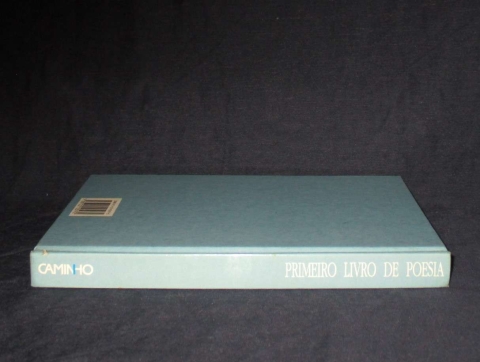 CAMINHO
PRIMEIRO LIVRO DE POESIA